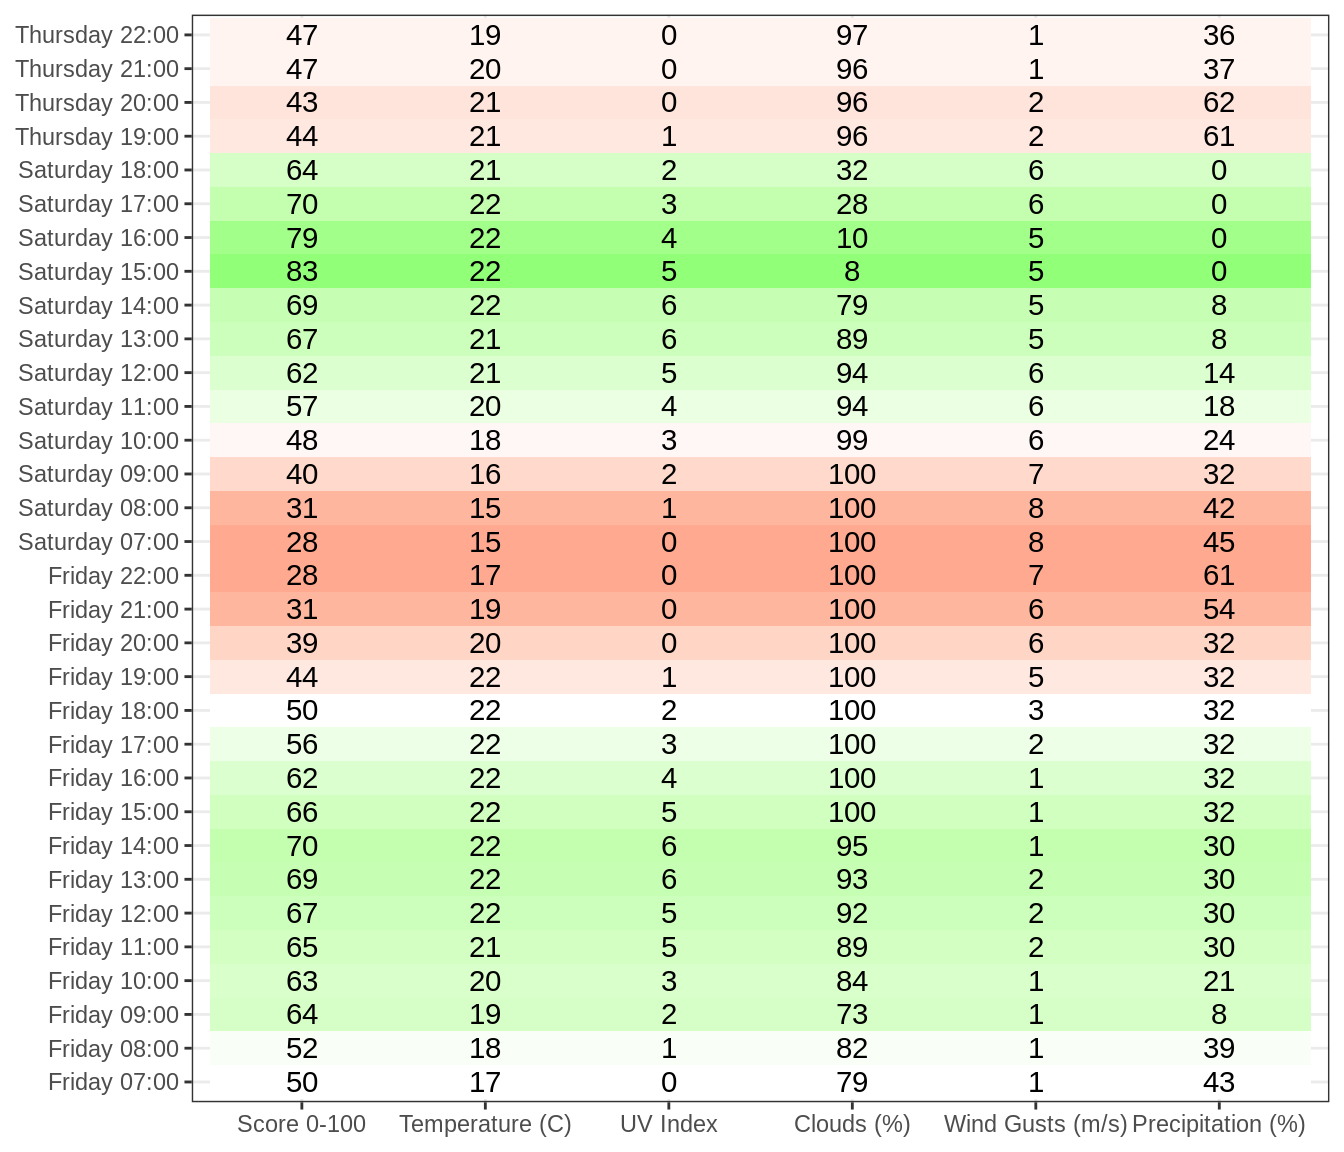 Thursday 22:00 47 19 0 97 1 36
Thursday 21:00 47 20 0 96 1 37
Thursday 20:00 43 21 0 96 2 62
Thursday 19:00 44 21 1 96 2 61
Saturday 18:00 64 21 2 32 6 0
Saturday 17:00 70 22 3 28 6 0
Saturday 16:00 79 22 4 10 5 0
Saturday 15:00 83 22 5 8 5 0
Saturday 14:00 69 22 6 79 5 8
Saturday 13:00 67 21 6 89 5 8
Saturday 12:00 62 21 5 94 6 14
Saturday 11:00 57 20 4 94 6 18
Saturday 10:00 48 18 3 99 6 24
Saturday 09:00 40 16 2 100 7 32
Saturday 08:00 31 15 1 100 8 42
Saturday 07:00 28 15 0 100 8 45
Friday 22:00 28 17 0 100 7 61
Friday 21:00 31 19 0 100 6 54
Friday 20:00 39 20 0 100 6 32
Friday 19:00 44 22 1 100 5 32
Friday 18:00 50 22 2 100 3 32
Friday 17:00 56 22 3 100 2 32
Friday 16:00 62 22 4 100 1 32
Friday 15:00 66 22 5 100 1 32
Friday 14:00 70 22 6 95 1 30
Friday 13:00 69 22 6 93 2 30
Friday 12:00 67 22 5 92 2 30
Friday 11:00 65 21 5 89 2 30
Friday 10:00 63 20 3 84 1 21
Friday 09:00 64 19 2 73 1 8
Friday 08:00 52 18 1 82 1 39
Friday 07:00 50 17 0 79 1 43
Score 0-100 Temperature (C) UV Index Clouds (%) Wind Gusts (m/s) Precipitation (%)